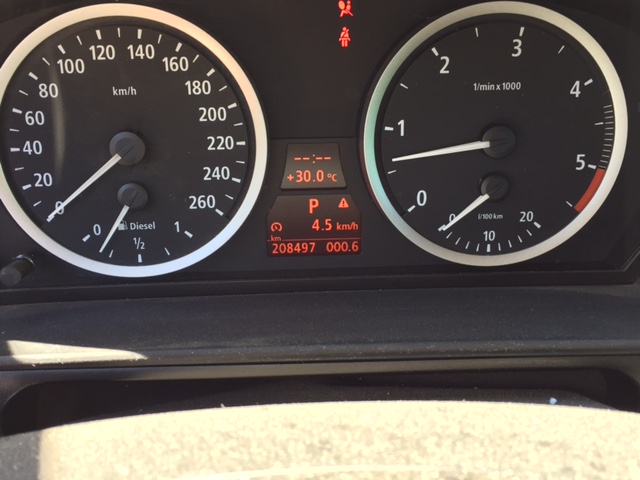 0 20 40 60 80 100 120 140 160 180 200 220 260
km/h
0 1/2 1
Diesel
--:--
+30.0 °C
P
4.5 km/h
km
208497 000.6
0 1 2 3 4 5
1/min x 1000
0 10 20
l/100 km